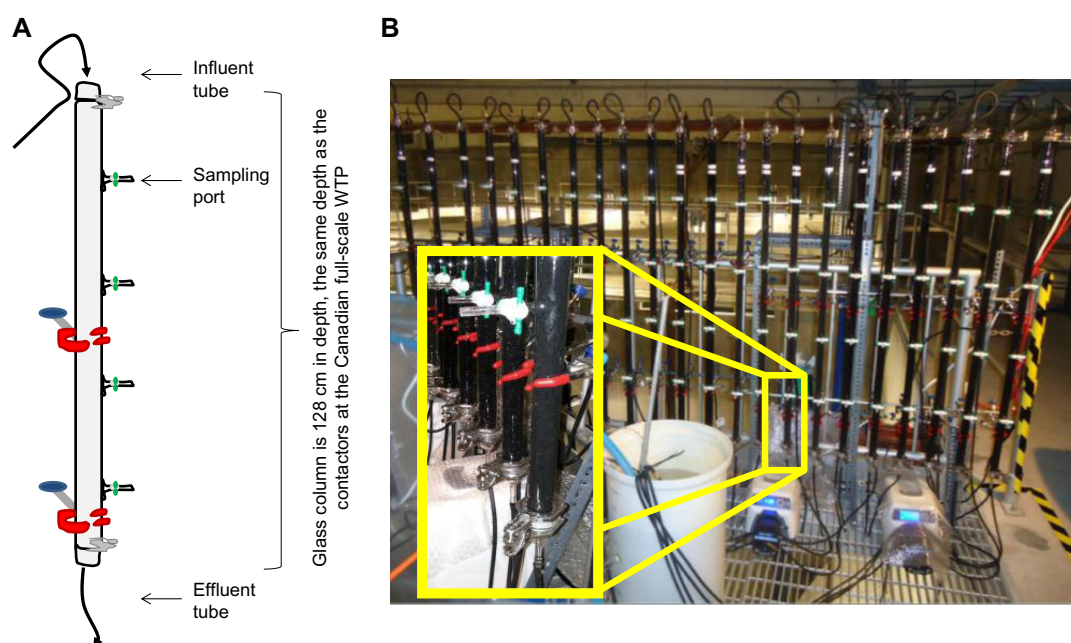 A
B
Influent
tube
Sampling
port
Effluent
tube
Glass column is 128 cm in depth, the same depth as the
contactors at the Canadian full-scale WTP